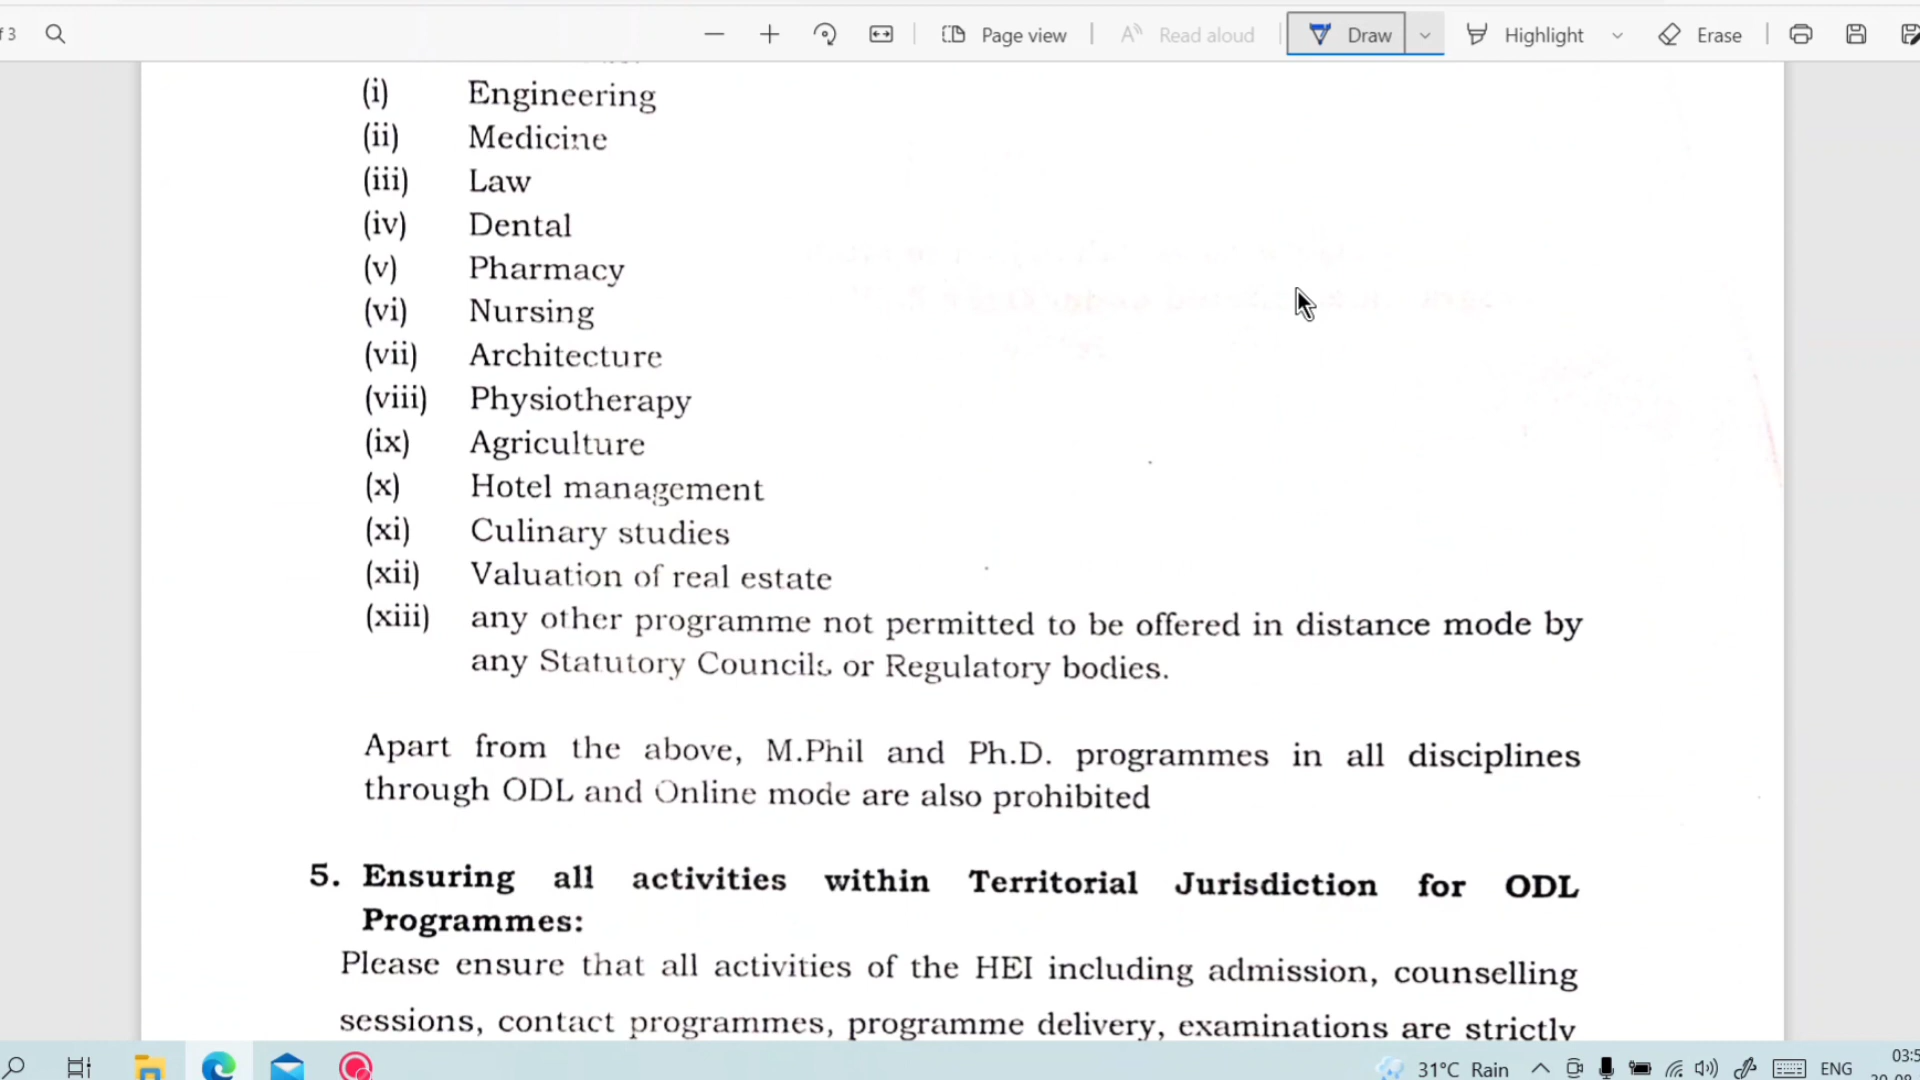 f 3 Page view Read aloud Draw Highlight Erase
(i) Engineering
(ii) Medicine
(iii) Law
(iv) Dental
(v) Pharmacy
(vi) Nursing
(vii) Architecture
(viii) Physiotherapy
(ix) Agriculture
(x) Hotel management
(xi) Culinary studies
(xii) Valuation of real estate
(xiii) any other programme not permitted to be offered in distance mode by
any Statutory Councils or Regulatory bodies.
Apart from the above, M.Phil and Ph.D. programmes in all disciplines
through ODL and Online mode are also prohibited
5. Ensuring all activities within Territorial Jurisdiction for ODL
Programmes:
Please ensure that all activities of the HEI including admission, counselling
sessions, contact programmes, programme delivery, examinations are strictly
31°C Rain ENG 03:5